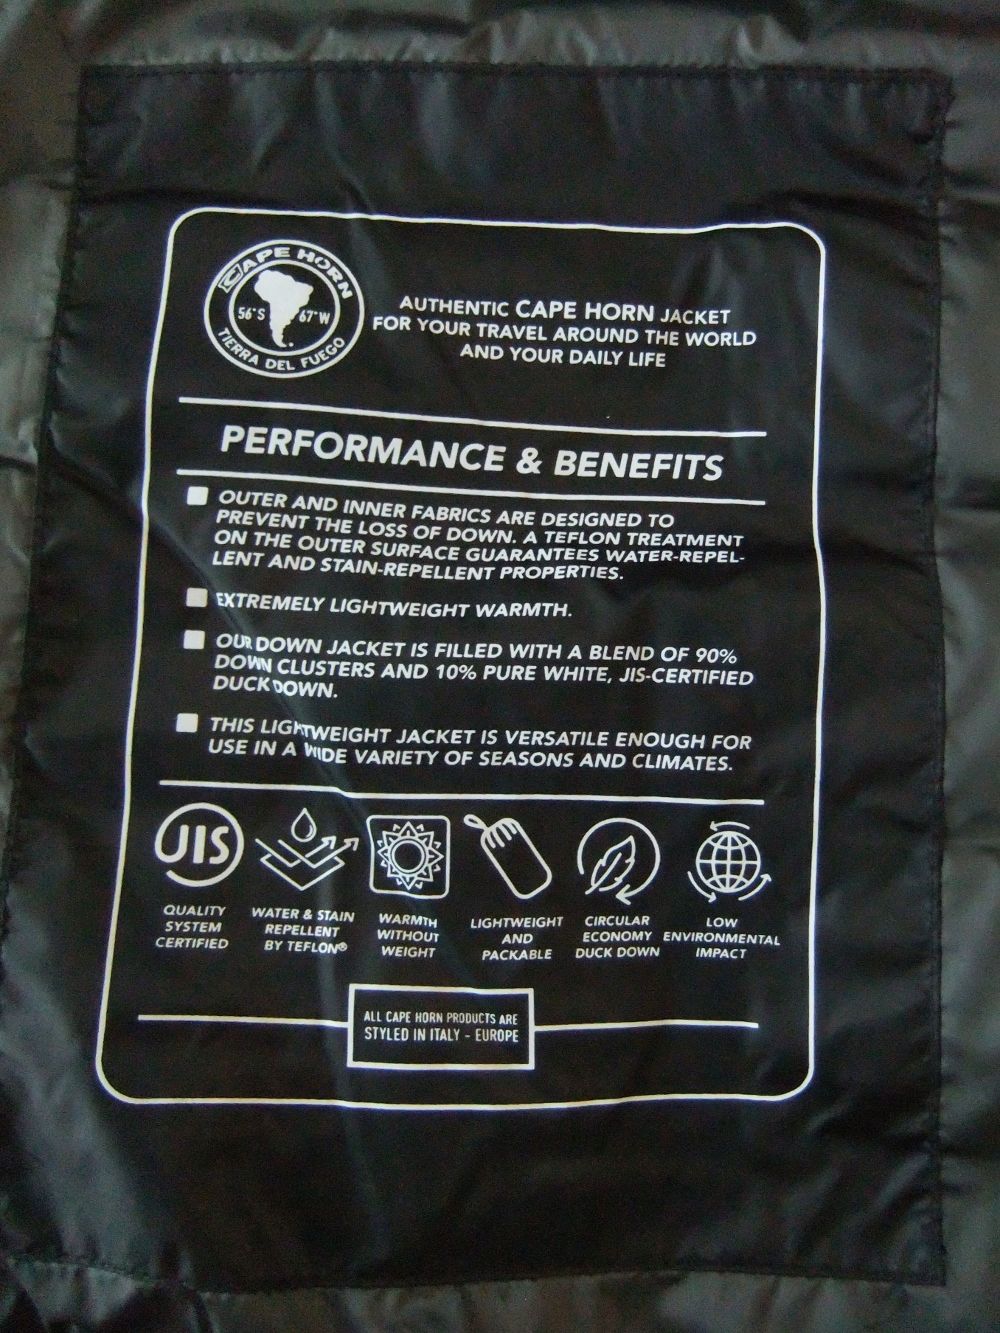 CAPE HORN
56°S 67°W
TIERRA DEL FUEGO
AUTHENTIC CAPE HORN JACKET
FOR YOUR TRAVEL AROUND THE WORLD
AND YOUR DAILY LIFE
PERFORMANCE & BENEFITS
OUTER AND INNER FABRICS ARE DESIGNED TO
PREVENT THE LOSS OF DOWN. A TEFLON TREATMENT
ON THE OUTER SURFACE GUARANTEES WATER-REPEL-
LENT AND STAIN-REPELLENT PROPERTIES.
EXTREMELY LIGHTWEIGHT WARMTH.
OUR DOWN JACKET IS FILLED WITH A BLEND OF 90%
DOWN CLUSTERS AND 10% PURE WHITE, JIS-CERTIFIED
DUCK DOWN.
THIS LIGHTWEIGHT JACKET IS VERSATILE ENOUGH FOR
USE IN A WIDE VARIETY OF SEASONS AND CLIMATES.
JIS
QUALITY
SYSTEM
CERTIFIED
WATER & STAIN
REPELLENT
BY TEFLON®
WARMTH
WITHOUT
WEIGHT
LIGHTWEIGHT
AND
PACKABLE
CIRCULAR
ECONOMY
DUCK DOWN
LOW
ENVIRONMENTAL
IMPACT
ALL CAPE HORN PRODUCTS ARE
STYLED IN ITALY - EUROPE